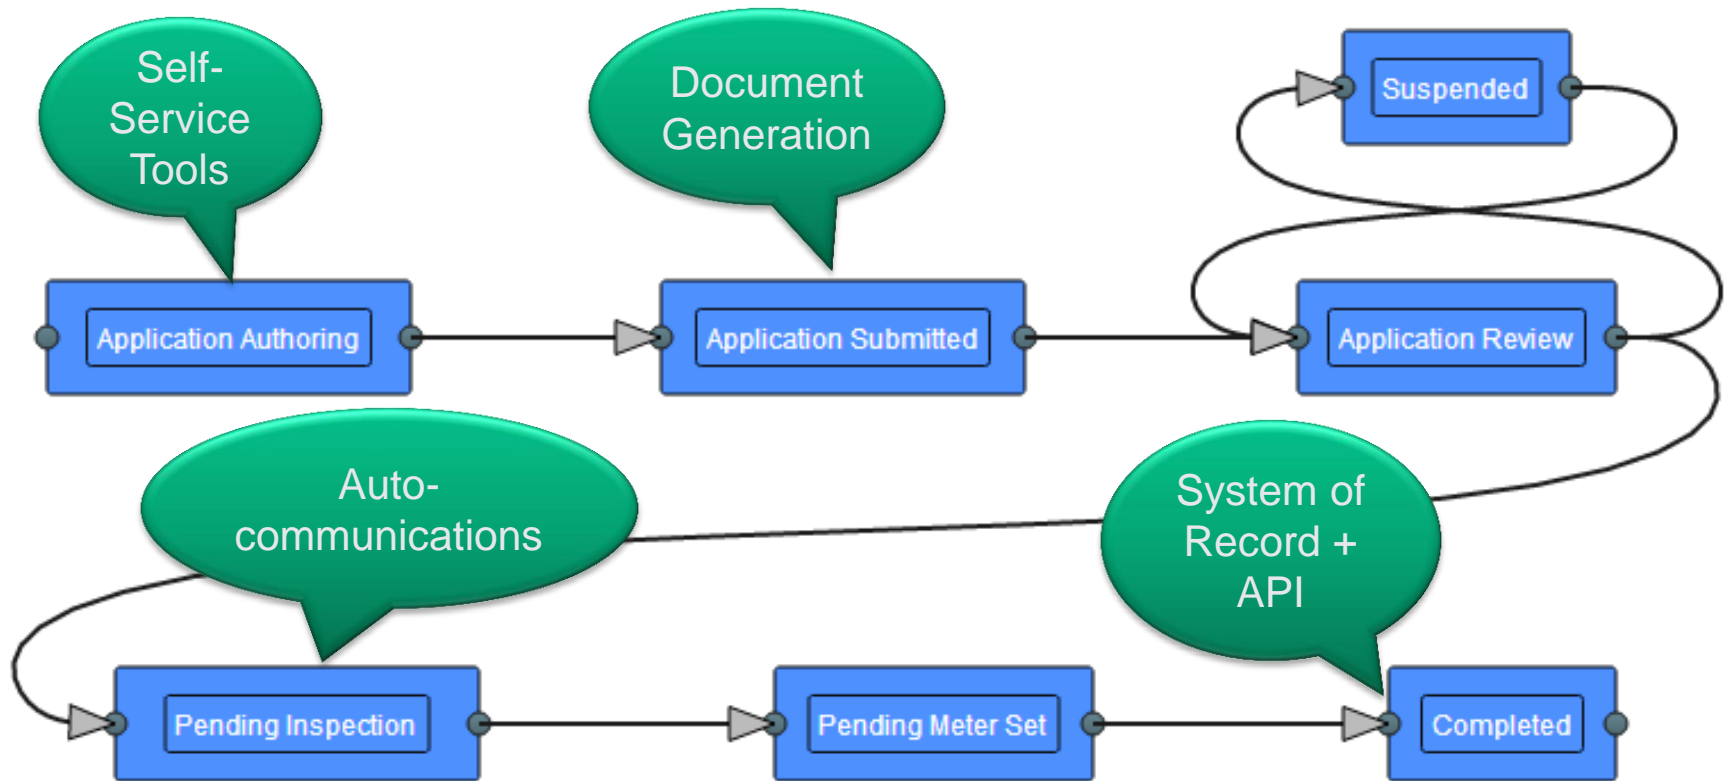 Self-
Service
Tools
Document
Generation
Suspended
Application Authoring
Application Submitted
Application Review
Auto-
communications
System of
Record +
API
Pending Inspection
Pending Meter Set
Completed